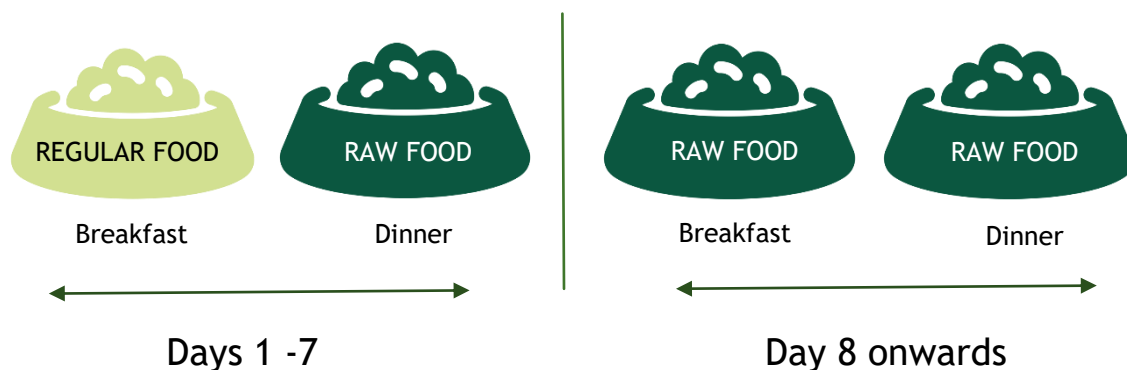 REGULAR FOOD
RAW FOOD
RAW FOOD
RAW FOOD
Breakfast
Dinner
Breakfast
Dinner
Days 1 -7
Day 8 onwards